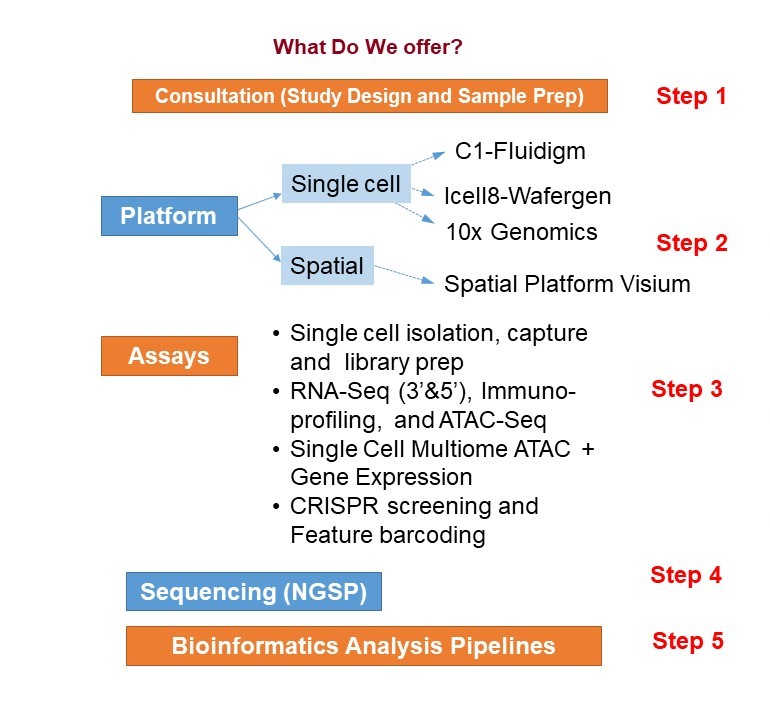 What Do We offer?
Consultation (Study Design and Sample Prep)
Step 1
Platform
Single cell
C1-Fluidigm
Icell8-Wafergen
10x Genomics
Step 2
Spatial
Spatial Platform Visium
Assays
• Single cell isolation, capture
and library prep
• RNA-Seq (3’&5’), Immuno-
profiling, and ATAC-Seq
• Single Cell Multiome ATAC +
Gene Expression
• CRISPR screening and
Feature barcoding
Step 3
Sequencing (NGSP)
Step 4
Bioinformatics Analysis Pipelines
Step 5